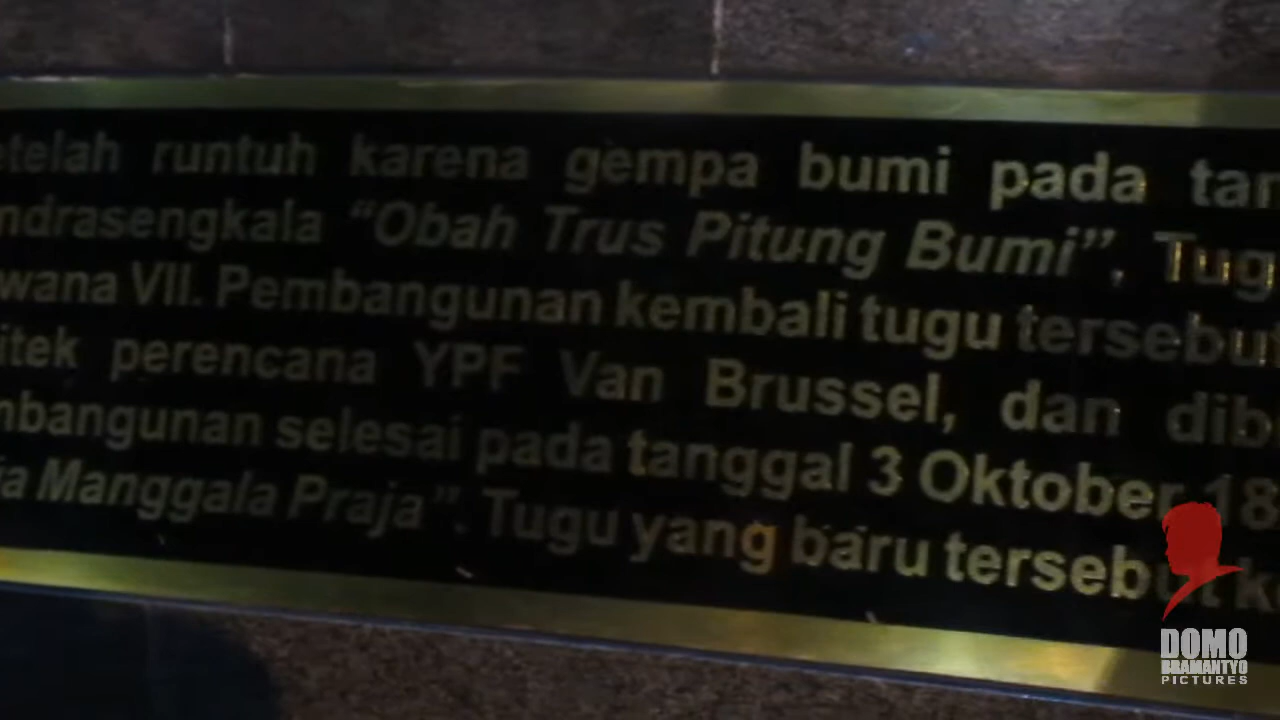 etelah runtuh karena gempa bumi pada tan
ndrasengkala “Obah Trus Pitung Bumi”. Tug
wana VII. Pembangunan kembali tugu tersebut
itek perencana YPF Van Brussel, dan dib
mbangunan selesai pada tanggal 3 Oktober 18
ja Manggala Praja”. Tugu yang baru tersebut k
DOMO
BRAMANTYO
PICTURES